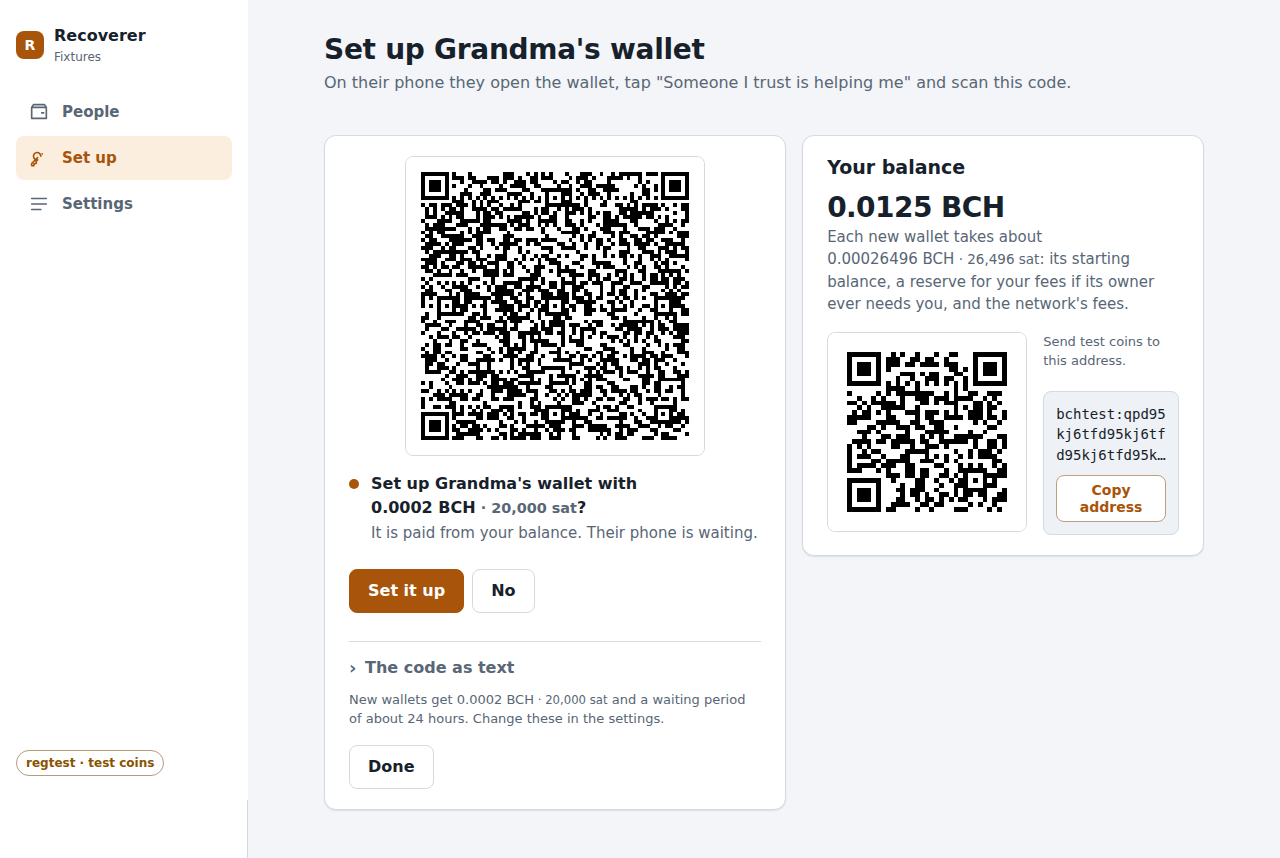 R
Recoverer
Fixtures
People
Set up
Settings
regtest · test coins
Set up Grandma's wallet
On their phone they open the wallet, tap "Someone I trust is helping me" and scan this code.
Set up Grandma's wallet with
0.0002 BCH · 20,000 sat?
It is paid from your balance. Their phone is waiting.
Set it up
No
› The code as text
New wallets get 0.0002 BCH · 20,000 sat and a waiting period
of about 24 hours. Change these in the settings.
Done
Your balance
0.0125 BCH
Each new wallet takes about
0.00026496 BCH · 26,496 sat: its starting
balance, a reserve for your fees if its owner
ever needs you, and the network's fees.
Send test coins to
this address.
bchtest:qpd95
kj6tfd95kj6tf
d95kj6tfd95k…
Copy
address